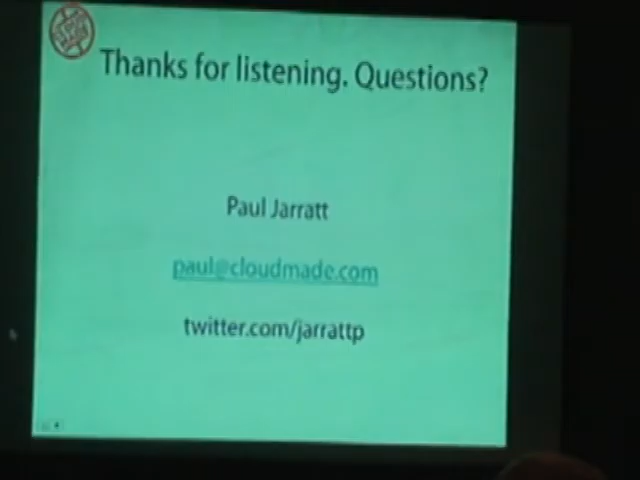 Thanks for listening. Questions?
Paul Jarratt
paul@cloudmade.com
twitter.com/jarrattp